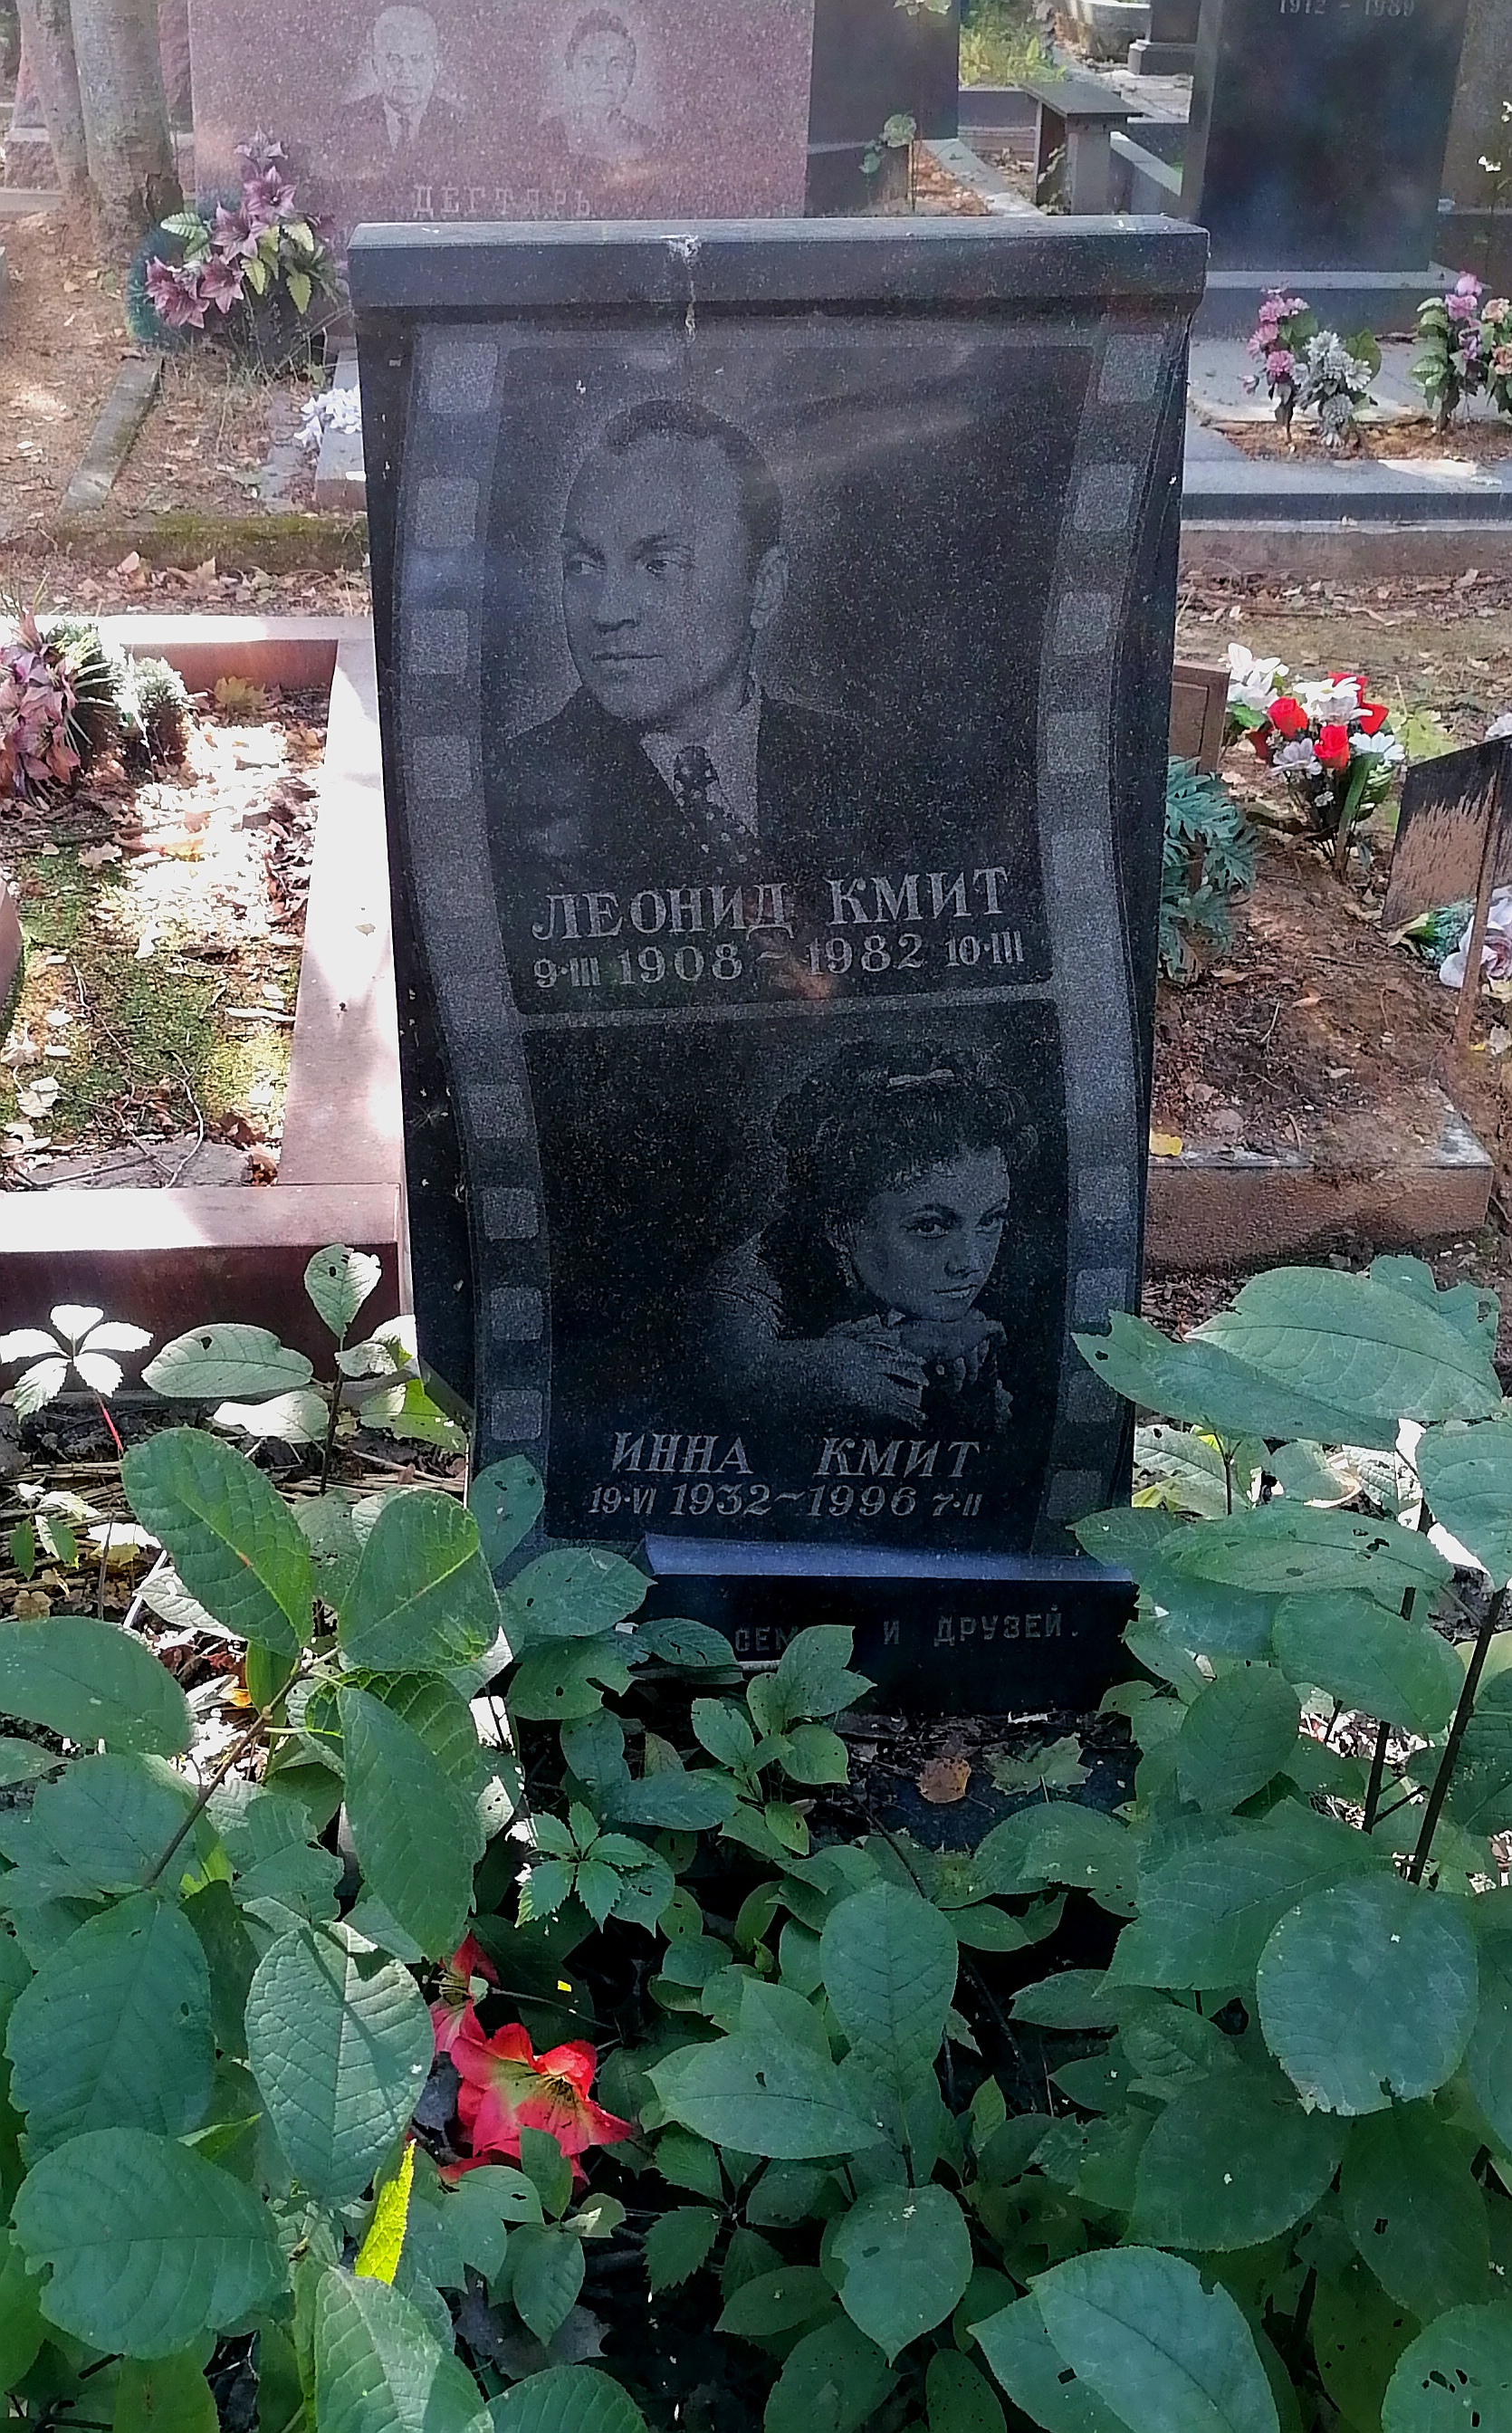 1912 - 1989
ДЕГТЯРЬ
ЛЕОНИД КМИТ
9·III 1908~1982 10·III
ИННА КМИТ
19·VI 1932~1996 7·II
И ДРУЗЕЙ.